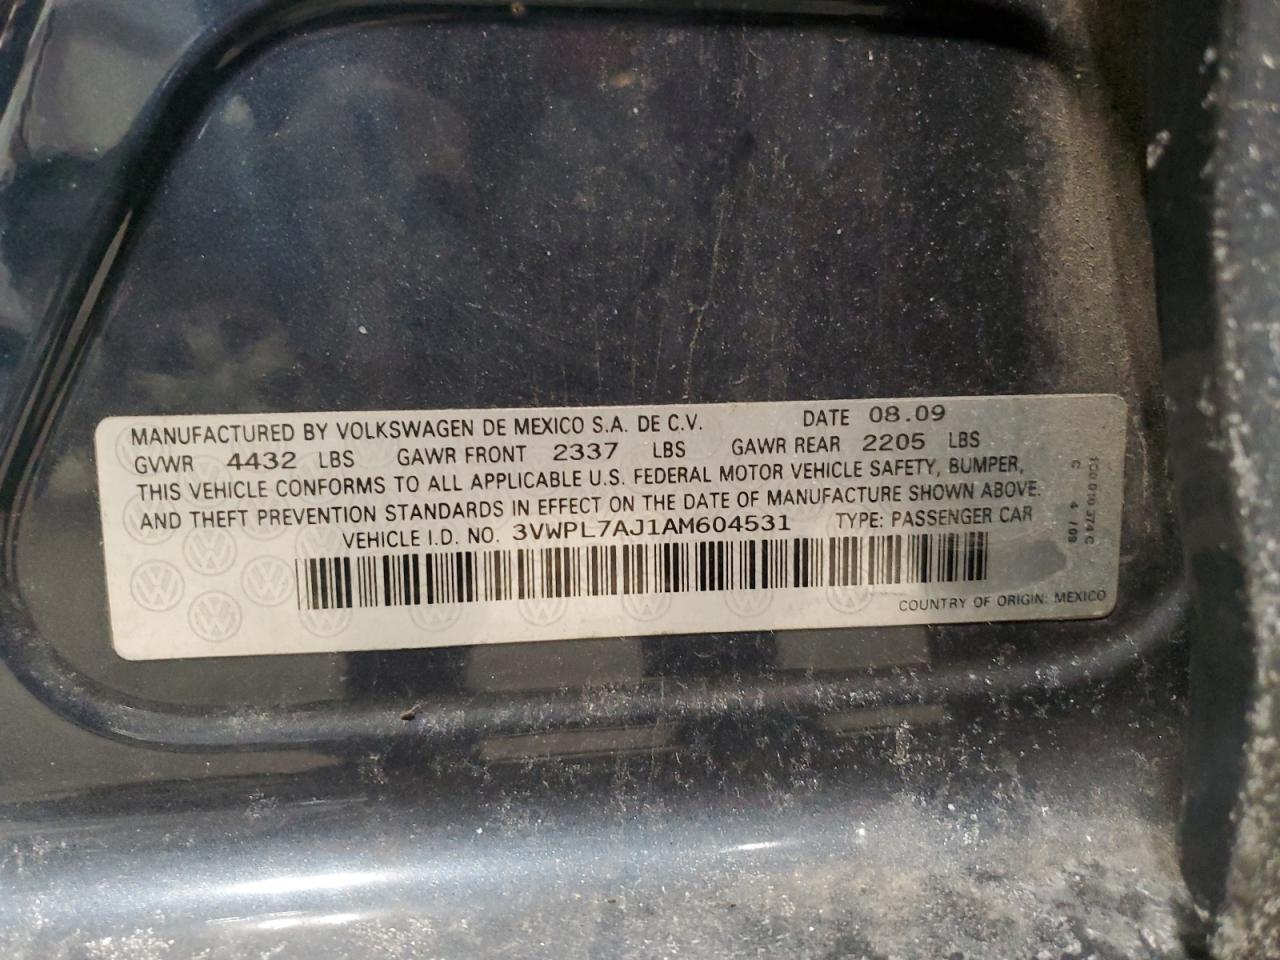 MANUFACTURED BY VOLKSWAGEN DE MEXICO S.A. DE C.V. DATE 08.09
GVWR 4432 LBS GAWR FRONT 2337 LBS GAWR REAR 2205 LBS
THIS VEHICLE CONFORMS TO ALL APPLICABLE U.S. FEDERAL MOTOR VEHICLE SAFETY, BUMPER,
AND THEFT PREVENTION STANDARDS IN EFFECT ON THE DATE OF MANUFACTURE SHOWN ABOVE.
VEHICLE I.D. NO. 3VWPL7AJ1AM604531 TYPE: PASSENGER CAR
COUNTRY OF ORIGIN: MEXICO
C 4 /09